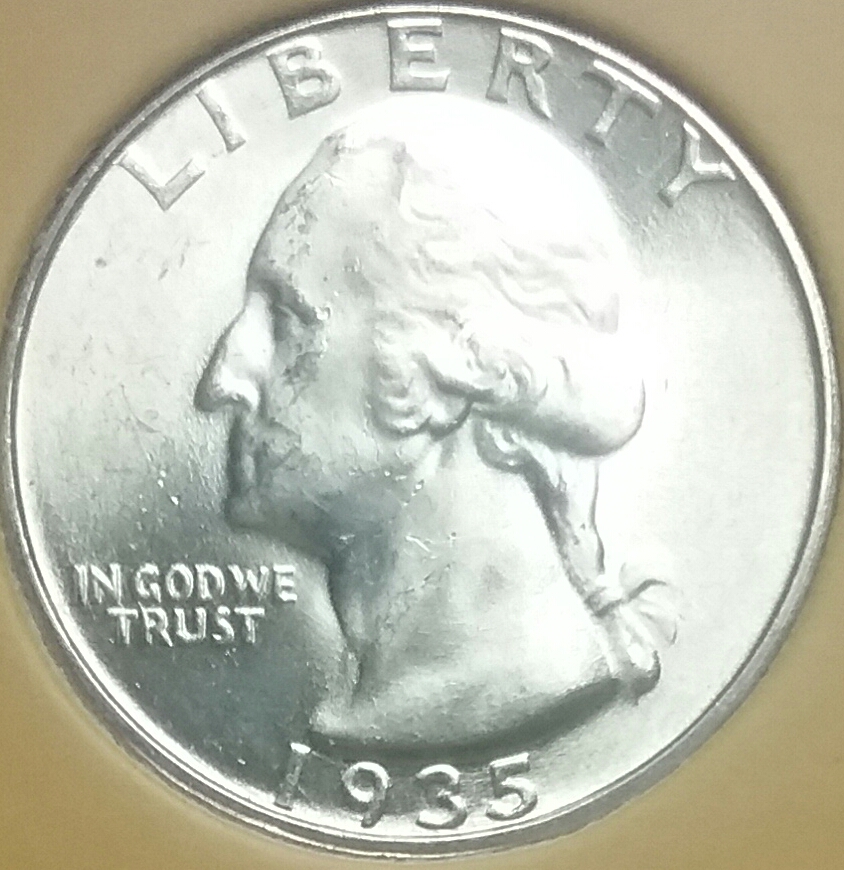 LIBERTY
IN GOD WE
TRUST
1935